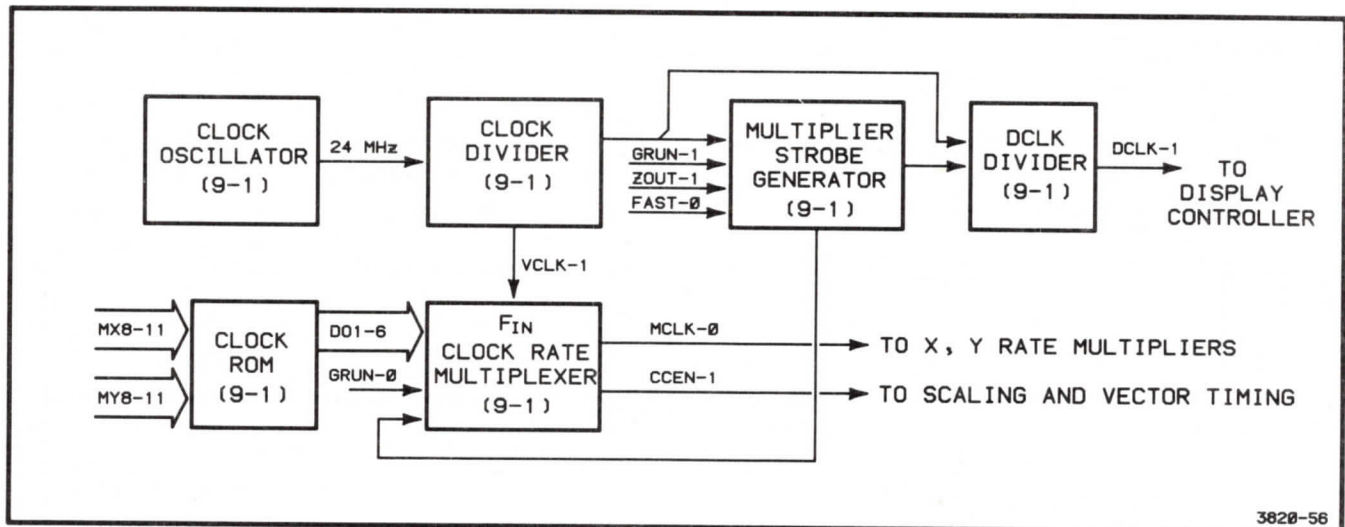 CLOCK
OSCILLATOR
(9-1)
24 MHz
CLOCK
DIVIDER
(9-1)
GRUN-1
ZOUT-1
FAST-0
MULTIPLIER
STROBE
GENERATOR
(9-1)
DCLK
DIVIDER
(9-1)
DCLK-1
TO
DISPLAY
CONTROLLER
VCLK-1
MX8-11
MY8-11
CLOCK
ROM
(9-1)
DO1-6
GRUN-0
FIN
CLOCK RATE
MULTIPLEXER
(9-1)
MCLK-0
CCEN-1
TO X, Y RATE MULTIPLIERS
TO SCALING AND VECTOR TIMING
3820-56